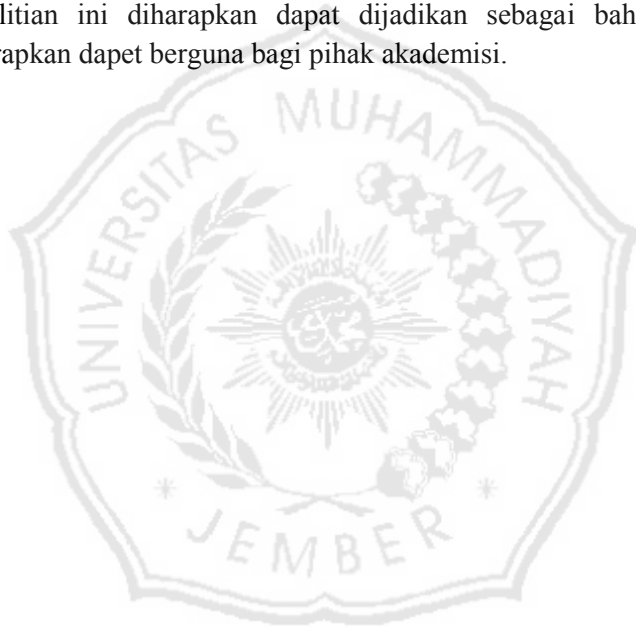 litian ini diharapkan dapat dijadikan sebagai bah
rapkan dapet berguna bagi pihak akademisi.
UNIVERSITAS MUHAMMADIYAH
JEMBER